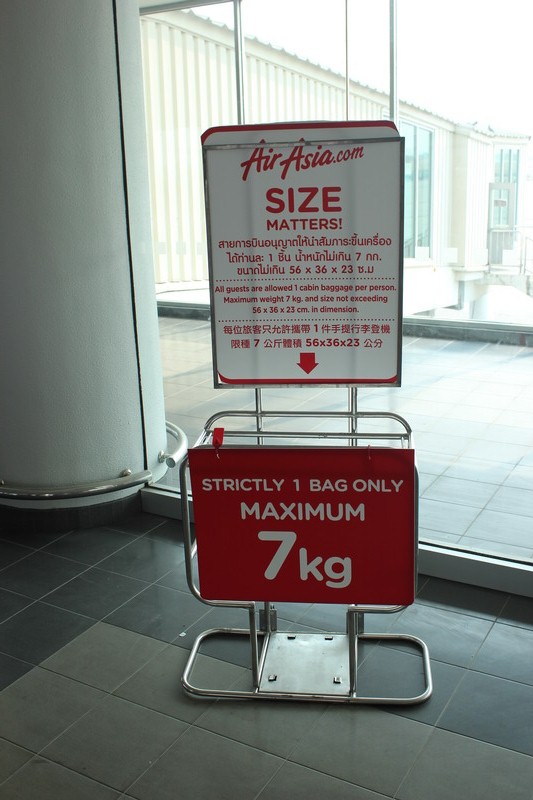 AirAsia.com
SIZE
MATTERS!
สายการบินอนุญาตให้นำสัมภาระขึ้นเครื่อง
ได้ท่านละ 1 ชิ้น น้ำหนักไม่เกิน 7 กก.
ขนาดไม่เกิน 56 x 36 x 23 ซ.ม
All guests are allowed 1 cabin baggage per person.
Maximum weight 7 kg. and size not exceeding
56 x 36 x 23 cm. in dimension.
每位旅客只允許攜帶 1 件手提行李登機
限種 7 公斤體積 56x36x23 公分
STRICTLY 1 BAG ONLY
MAXIMUM
7kg